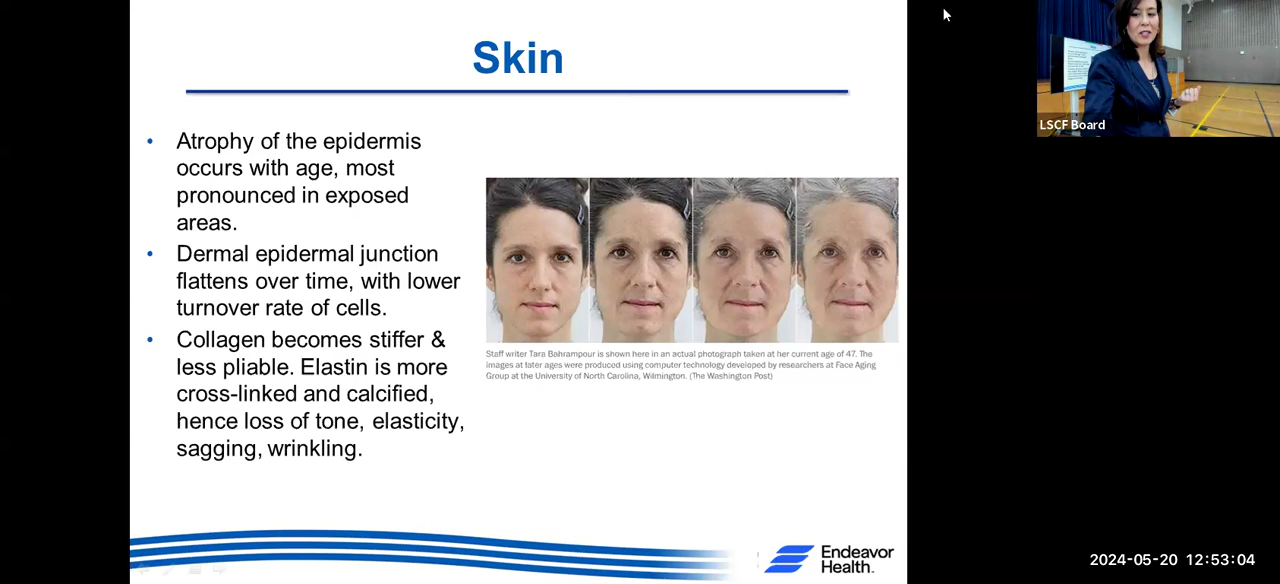 Skin
• Atrophy of the epidermis
occurs with age, most
pronounced in exposed
areas.
• Dermal epidermal junction
flattens over time, with lower
turnover rate of cells.
• Collagen becomes stiffer &
less pliable. Elastin is more
cross-linked and calcified,
hence loss of tone, elasticity,
sagging, wrinkling.
Staff writer Tara Bahrampour is shown here in an actual photograph taken at her current age of 47. The
images at later ages were produced using computer technology developed by researchers at Face Aging
Group at the University of North Carolina, Wilmington. (The Washington Post)
Endeavor
Health.
LSCF Board
2024-05-20 12:53:04